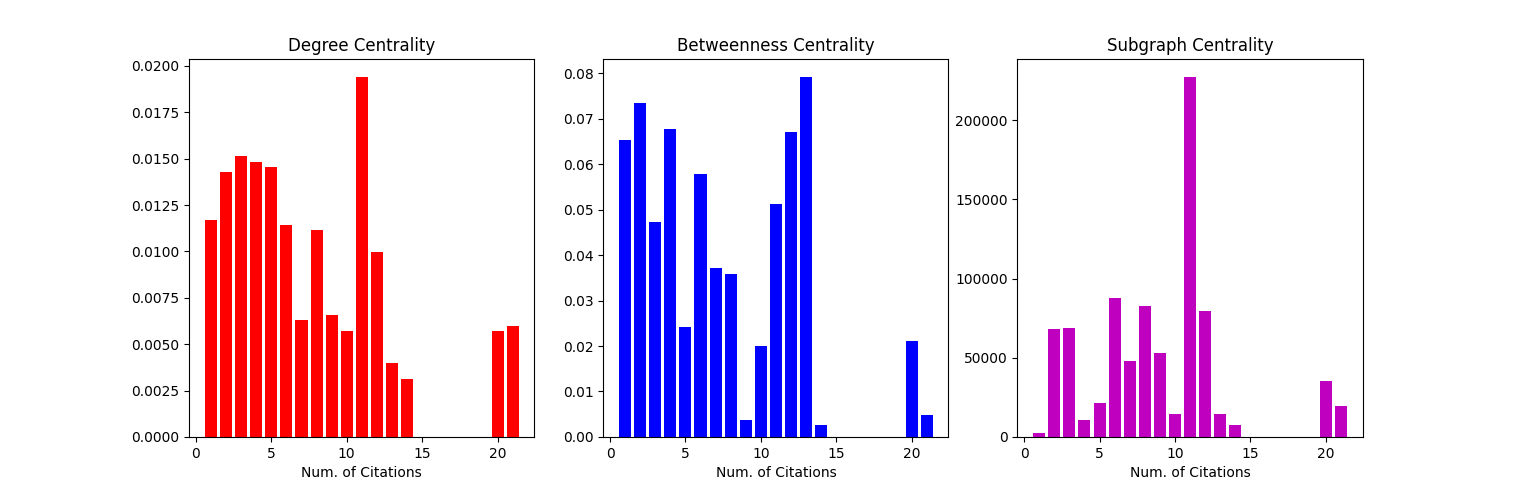 Degree Centrality
0.0200
0.0175
0.0150
0.0125
0.0100
0.0075
0.0050
0.0025
0.0000
0 5 10 15 20
Num. of Citations
Betweenness Centrality
0.08
0.07
0.06
0.05
0.04
0.03
0.02
0.01
0.00
0 5 10 15 20
Num. of Citations
Subgraph Centrality
200000
150000
100000
50000
0
0 5 10 15 20
Num. of Citations